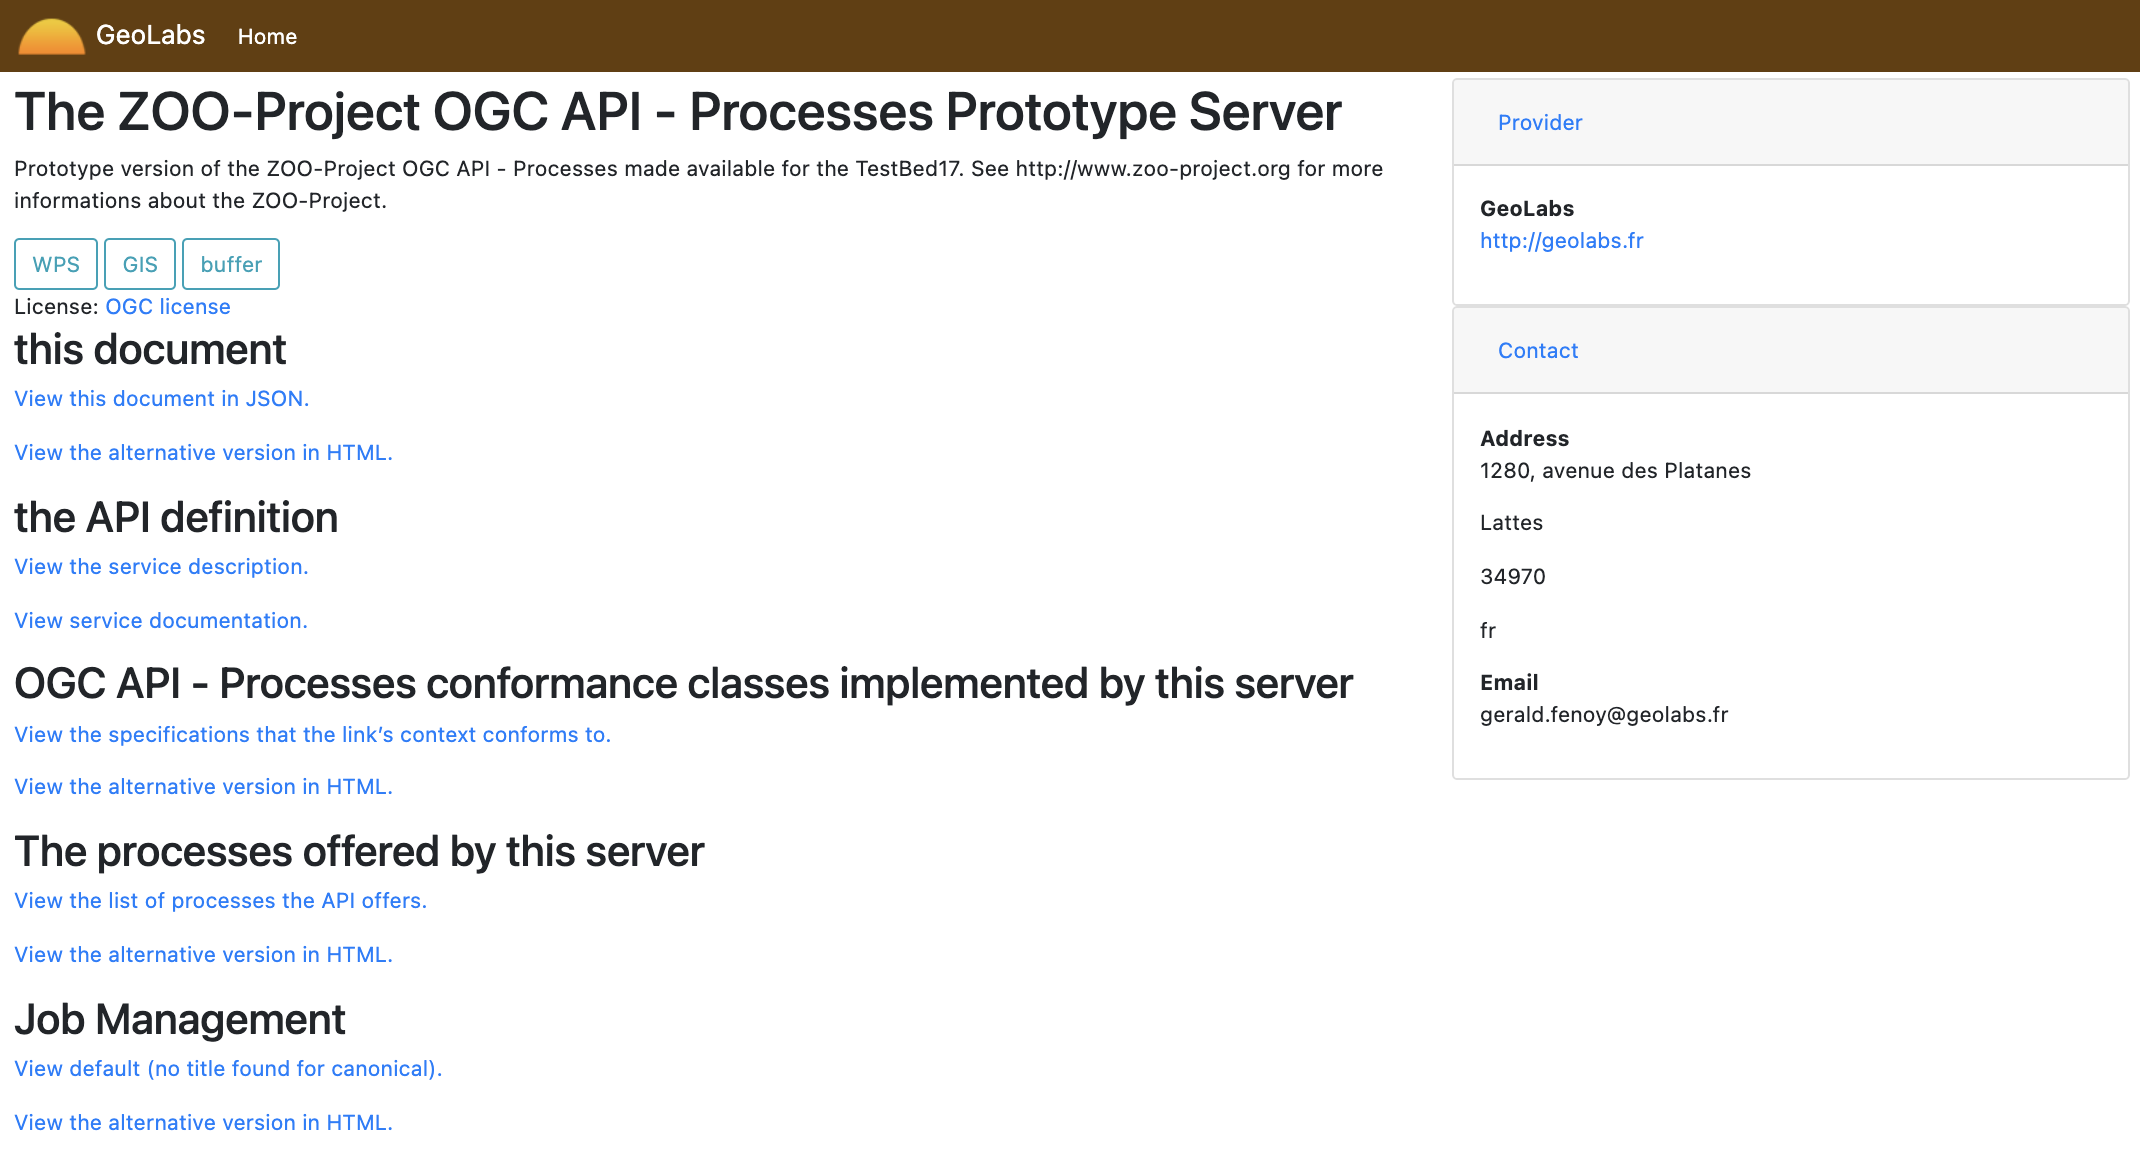 GeoLabs Home
The ZOO-Project OGC API - Processes Prototype Server
Prototype version of the ZOO-Project OGC API - Processes made available for the TestBed17. See http://www.zoo-project.org for more
informations about the ZOO-Project.
WPS GIS buffer
License: OGC license
this document
View this document in JSON.
View the alternative version in HTML.
the API definition
View the service description.
View service documentation.
OGC API - Processes conformance classes implemented by this server
View the specifications that the link’s context conforms to.
View the alternative version in HTML.
The processes offered by this server
View the list of processes the API offers.
View the alternative version in HTML.
Job Management
View default (no title found for canonical).
View the alternative version in HTML.
Provider
GeoLabs
http://geolabs.fr
Contact
Address
1280, avenue des Platanes
Lattes
34970
fr
Email
gerald.fenoy@geolabs.fr